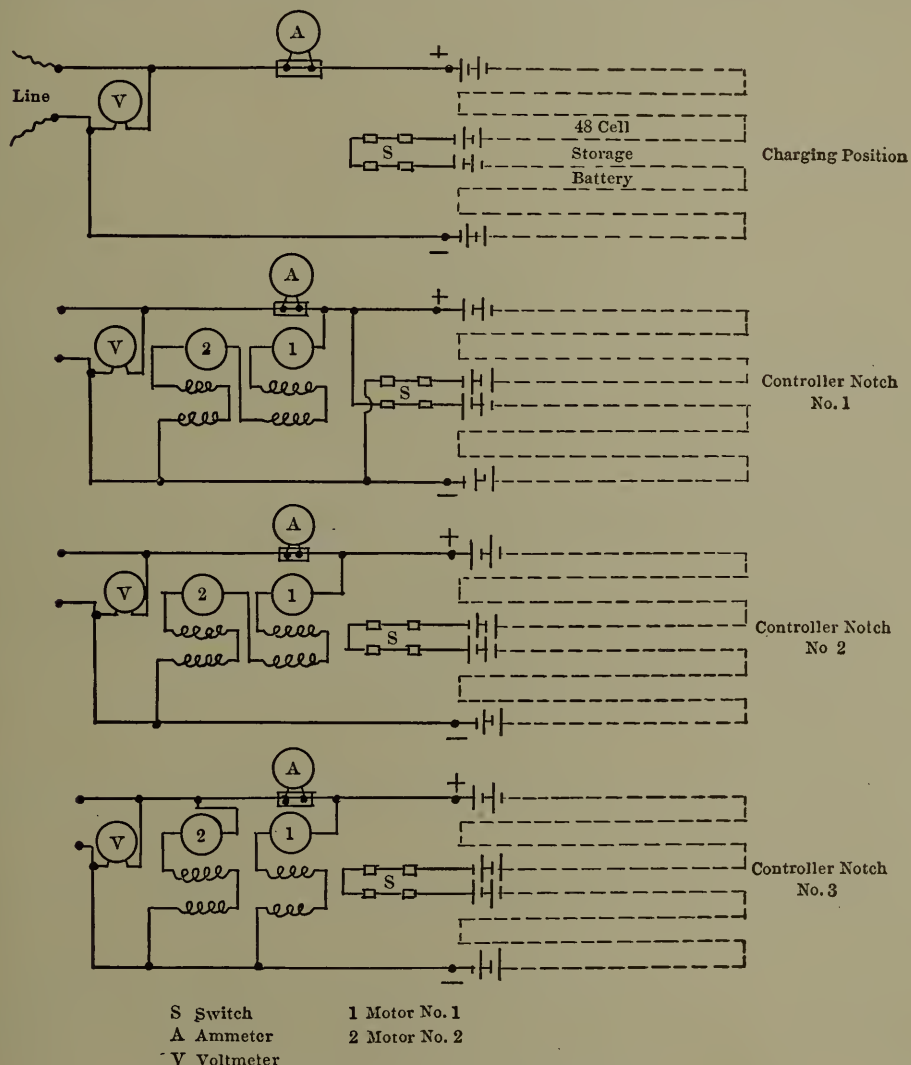 A
+
Line
V
48 Cell
S
Storage
Battery
Charging Position
−
A
+
V
2
1
S
Controller Notch
No. 1
−
A
+
V
2
1
S
Controller Notch
No 2
−
A
+
V
2
1
S
Controller Notch
No. 3
−
S Switch 1 Motor No. 1
A Ammeter 2 Motor No. 2
V Voltmeter